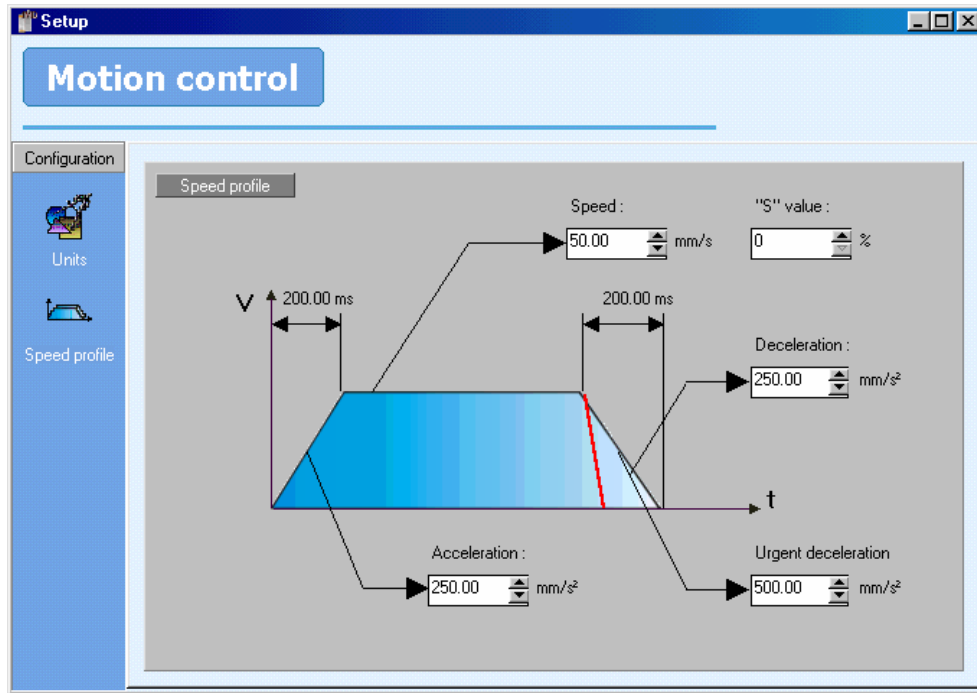 Setup
Motion control
Configuration
Units
Speed profile
Speed profile
Speed :
50.00 mm/s
"S" value :
0 %
V
200.00 ms
200.00 ms
Deceleration :
250.00 mm/s²
t
Acceleration :
250.00 mm/s²
Urgent deceleration
500.00 mm/s²